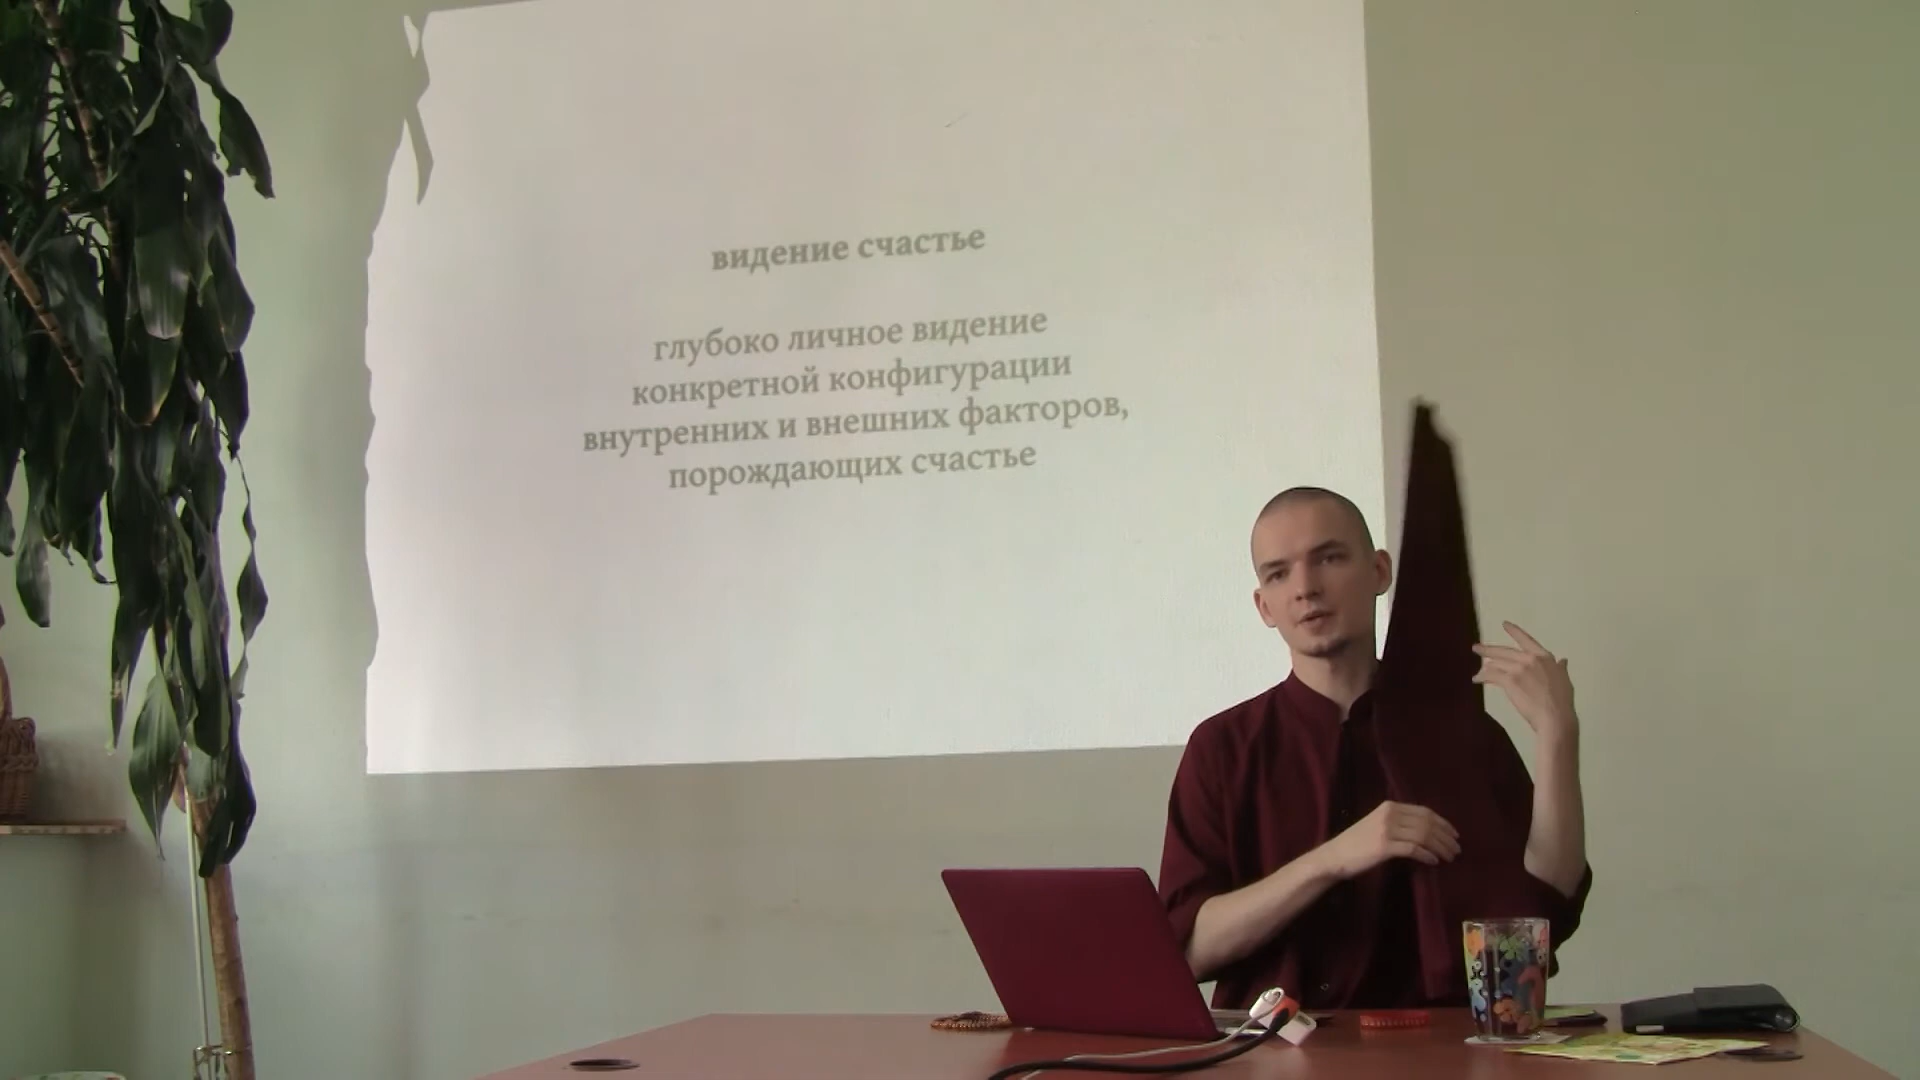 видение счастье
глубоко личное видение
конкретной конфигурации
внутренних и внешних факторов,
порождающих счастье